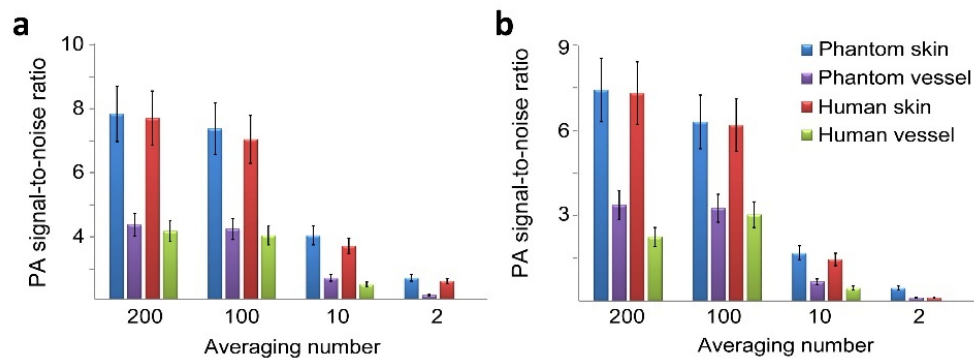 a
PA signal-to-noise ratio
10
8
6
4
200 100 10 2
Averaging number
b
PA signal-to-noise ratio
9
6
3
200 100 10 2
Averaging number
Phantom skin
Phantom vessel
Human skin
Human vessel